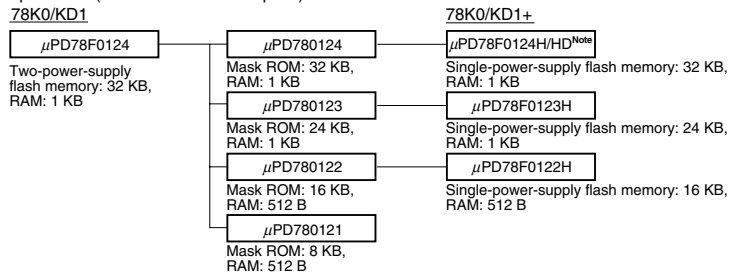 78K0/KD1
78K0/KD1+
μPD78F0124
μPD780124
μPD78F0124H/HDNote
Two-power-supply
flash memory: 32 KB,
RAM: 1 KB
Mask ROM: 32 KB,
RAM: 1 KB
Single-power-supply flash memory: 32 KB,
RAM: 1 KB
μPD780123
μPD78F0123H
Mask ROM: 24 KB,
RAM: 1 KB
Single-power-supply flash memory: 24 KB,
RAM: 1 KB
μPD780122
μPD78F0122H
Mask ROM: 16 KB,
RAM: 512 B
Single-power-supply flash memory: 16 KB,
RAM: 512 B
μPD780121
Mask ROM: 8 KB,
RAM: 512 B